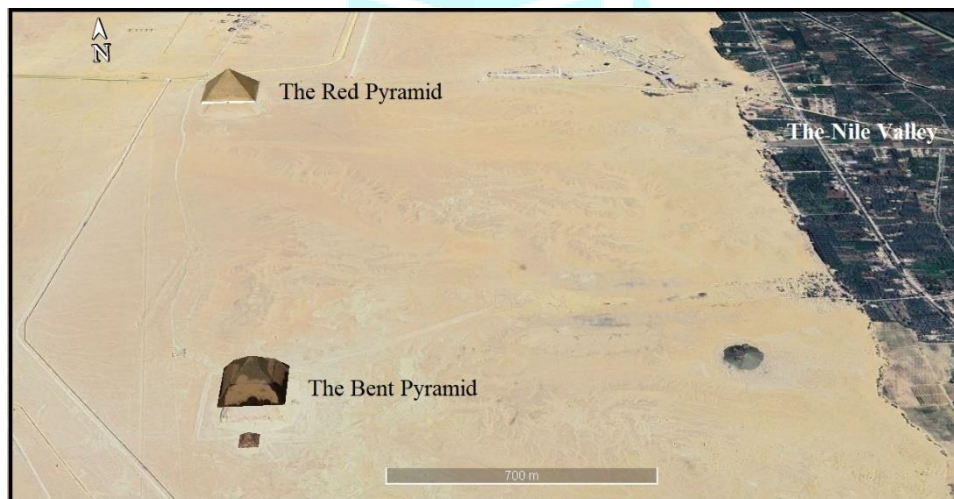 N
The Red Pyramid
The Nile Valley
The Bent Pyramid
700 m